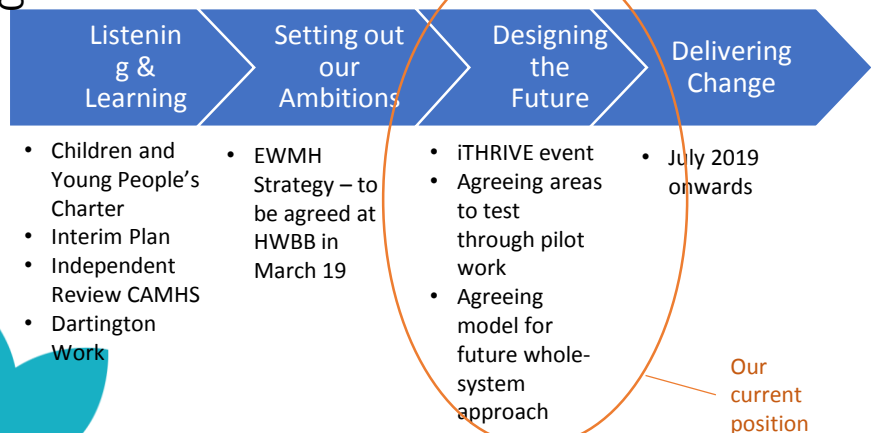 Listenin
g &
Learning
Setting out
our
Ambitions
Designing
the
Future
Delivering
Change
• Children and
Young People’s
Charter
• Interim Plan
• Independent
Review CAMHS
• Dartington
Work
• EWMH
Strategy – to
be agreed at
HWBB in
March 19
• iTHRIVE event
• Agreeing areas
to test
through pilot
work
• Agreeing
model for
future whole-
system
approach
• July 2019
onwards
Our
current
position